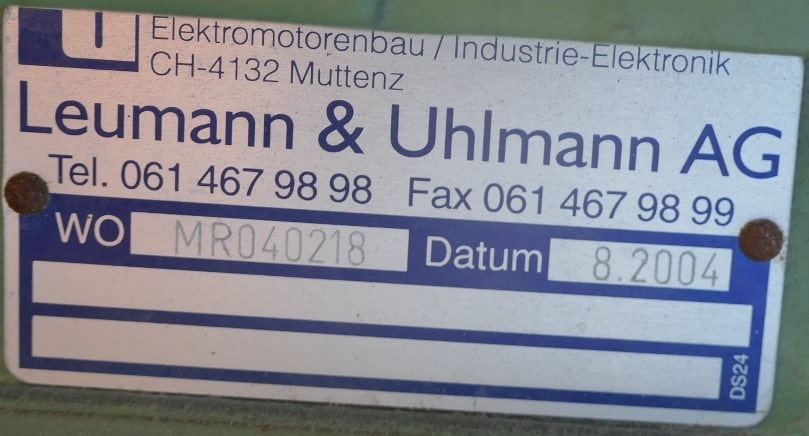 Elektromotorenbau / Industrie-Elektronik
CH-4132 Muttenz
Leumann & Uhlmann AG
Tel. 061 467 98 98 Fax 061 467 98 99
WO MR040218 Datum 8.2004
DS24